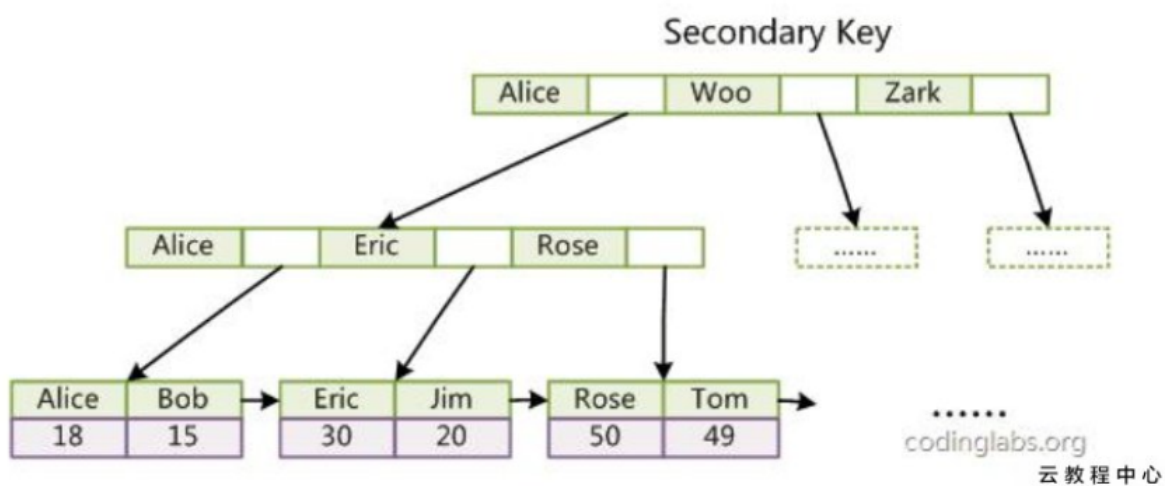 Secondary Key
Alice Woo Zark
Alice Eric Rose ...... ......
Alice Bob Eric Jim Rose Tom
18 15 30 20 50 49
......
codinglabs.org
云教程中心